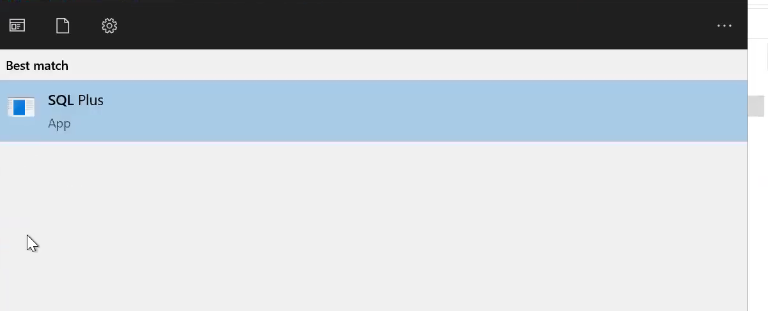 Best match
SQL Plus
App